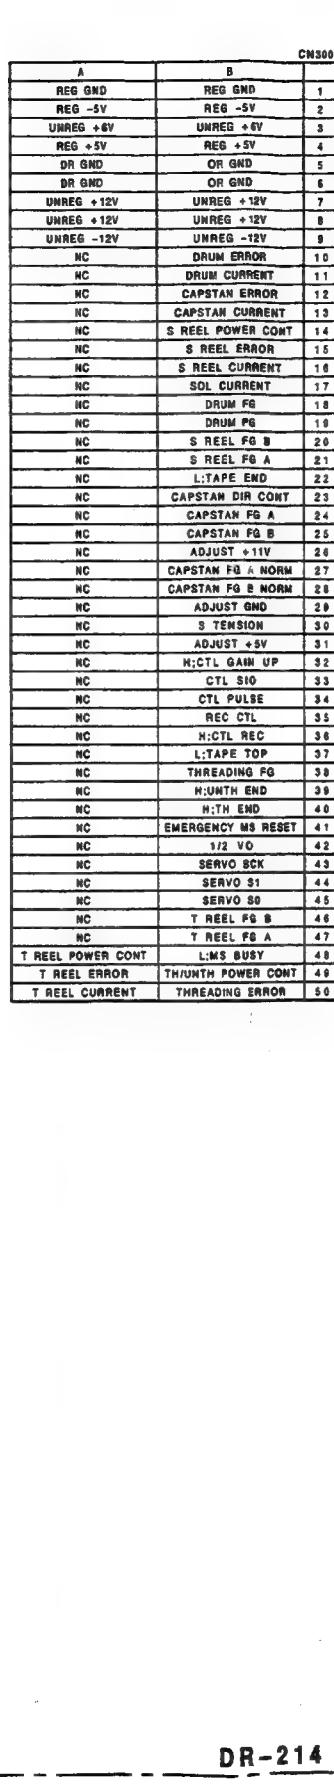 CN300
A B
REG GND REG GND 1
REG -5V REG -5V 2
UNREG +6V UNREG +6V 3
REG +5V REG +5V 4
DR GND OR GND 5
DR GND OR GND 6
UNREG +12V UNREG +12V 7
UNREG +12V UNREG +12V 8
UNREG -12V UNREG -12V 9
NC DRUM ERROR 10
NC DRUM CURRENT 11
NC CAPSTAN ERROR 12
NC CAPSTAN CURRENT 13
NC S REEL POWER CONT 14
NC S REEL ERROR 15
NC S REEL CURRENT 16
NC SOL CURRENT 17
NC DRUM FG 18
NC DRUM PG 19
NC S REEL FG B 20
NC S REEL FG A 21
NC L:TAPE END 22
NC CAPSTAN DIR CONT 23
NC CAPSTAN FG A 24
NC CAPSTAN FG B 25
NC ADJUST +11V 26
NC CAPSTAN FG A NORM 27
NC CAPSTAN FG B NORM 28
NC ADJUST GND 29
NC S TENSION 30
NC ADJUST +5V 31
NC H:CTL GAIN UP 32
NC CTL SIG 33
NC CTL PULSE 34
NC REC CTL 35
NC H:CTL REC 36
NC L:TAPE TOP 37
NC THREADING FG 38
NC H:UNTH END 39
NC H:TH END 40
NC EMERGENCY MS RESET 41
NC 1/2 VO 42
NC SERVO SCK 43
NC SERVO S1 44
NC SERVO S0 45
NC T REEL FG B 46
NC T REEL FG A 47
T REEL POWER CONT L:MS BUSY 48
T REEL ERROR TH/UNTH POWER CONT 49
T REEL CURRENT THREADING ERROR 50
DR-214